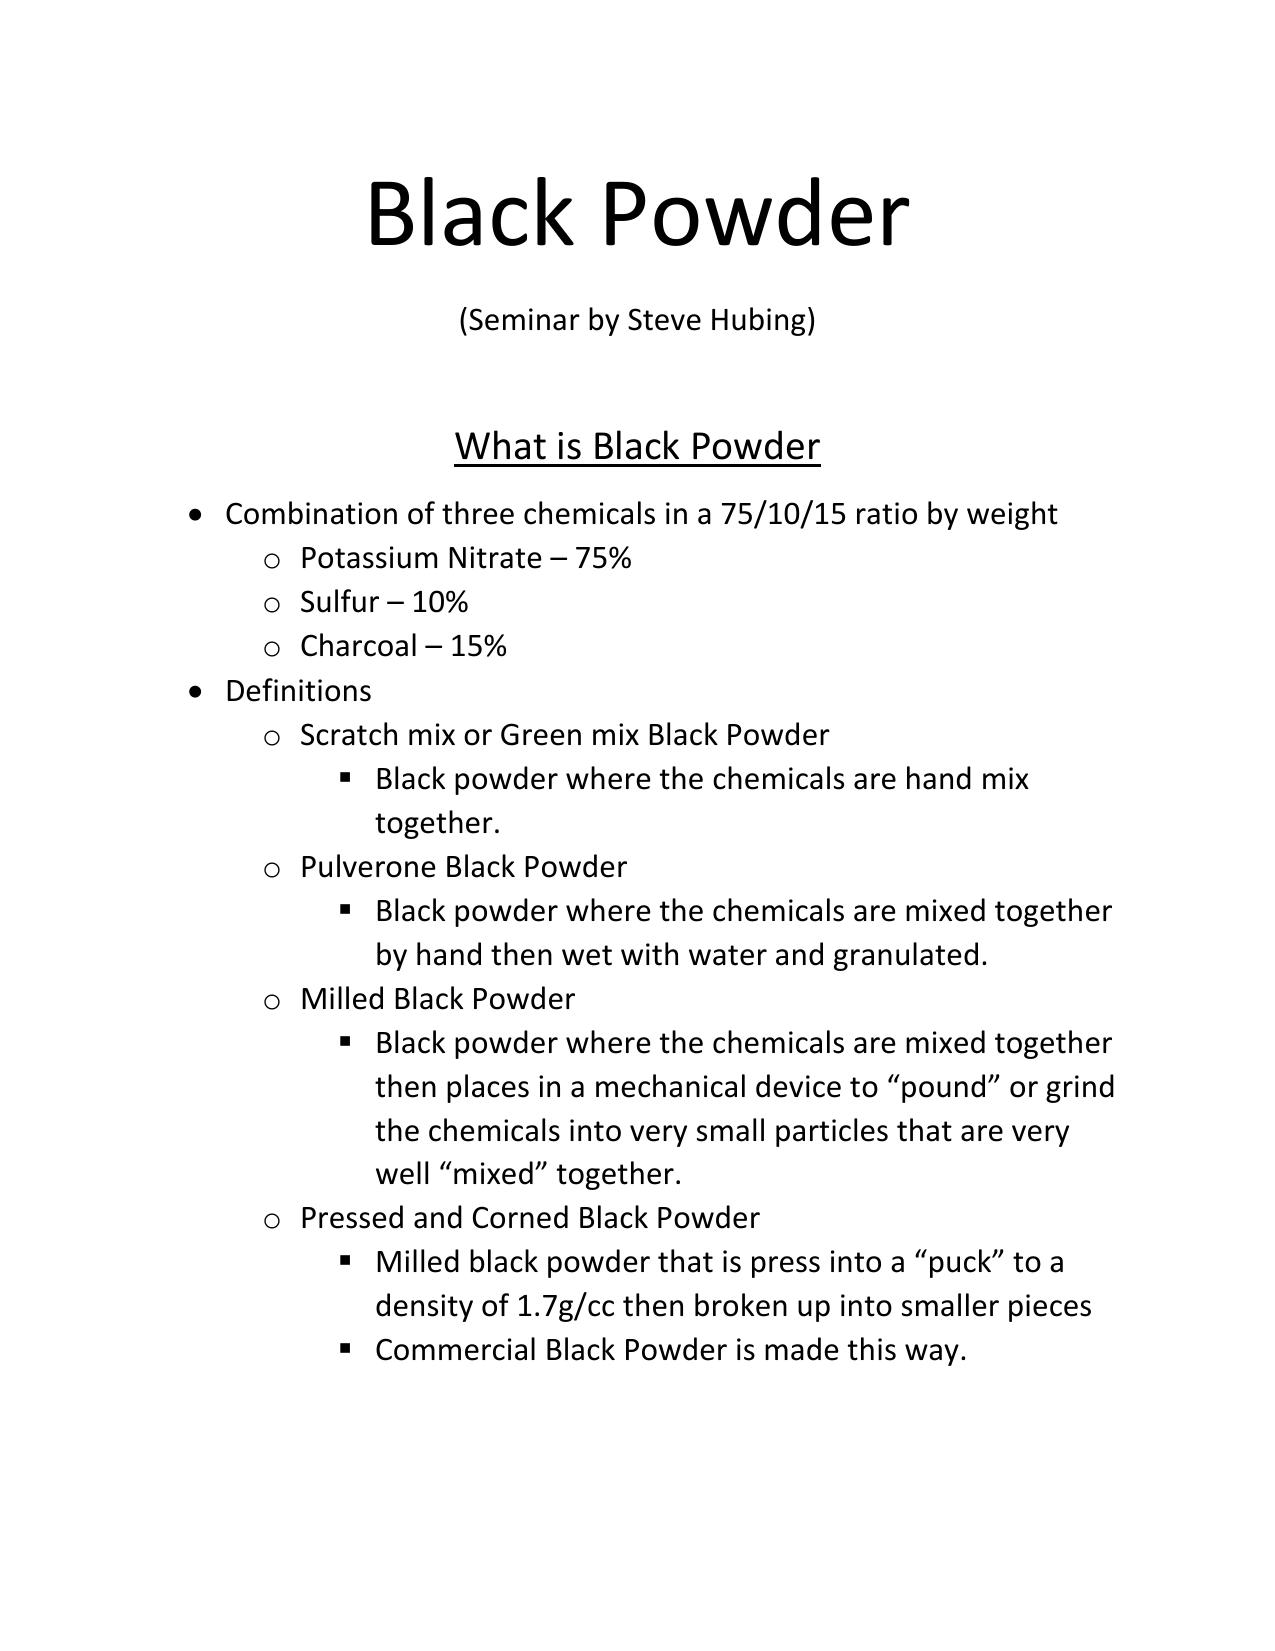 Black Powder
(Seminar by Steve Hubing)
What is Black Powder
• Combination of three chemicals in a 75/10/15 ratio by weight
o Potassium Nitrate – 75%
o Sulfur – 10%
o Charcoal – 15%
• Definitions
o Scratch mix or Green mix Black Powder
▪ Black powder where the chemicals are hand mix
together.
o Pulverone Black Powder
▪ Black powder where the chemicals are mixed together
by hand then wet with water and granulated.
o Milled Black Powder
▪ Black powder where the chemicals are mixed together
then places in a mechanical device to “pound” or grind
the chemicals into very small particles that are very
well “mixed” together.
o Pressed and Corned Black Powder
▪ Milled black powder that is press into a “puck” to a
density of 1.7g/cc then broken up into smaller pieces
▪ Commercial Black Powder is made this way.